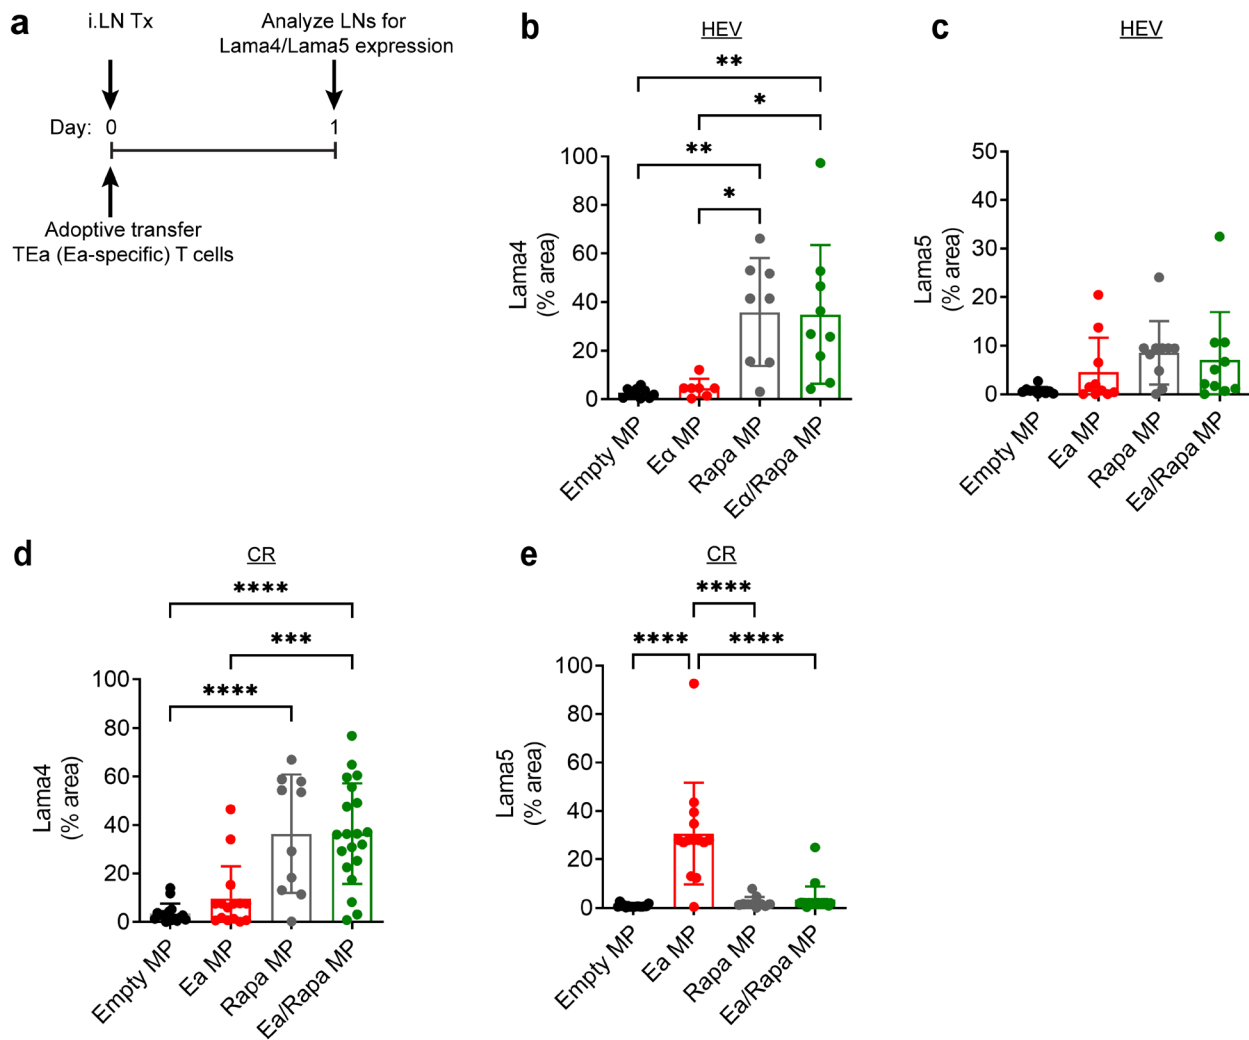 a
i.LN Tx
Analyze LNs for
Lama4/Lama5 expression
Day: 0 1
Adoptive transfer
TEa (Ea-specific) T cells
b
HEV
**
*
**
*
Lama4
(% area)
100
80
60
40
20
0
Empty MP
Eα MP
Rapa MP
Eα/Rapa MP
c
HEV
Lama5
(% area)
50
40
30
20
10
0
Empty MP
Ea MP
Rapa MP
Ea/Rapa MP
d
CR
****
***
****
Lama4
(% area)
100
80
60
40
20
0
Empty MP
Ea MP
Rapa MP
Ea/Rapa MP
e
CR
****
**** ****
Lama5
(% area)
100
80
60
40
20
0
Empty MP
Ea MP
Rapa MP
Ea/Rapa MP